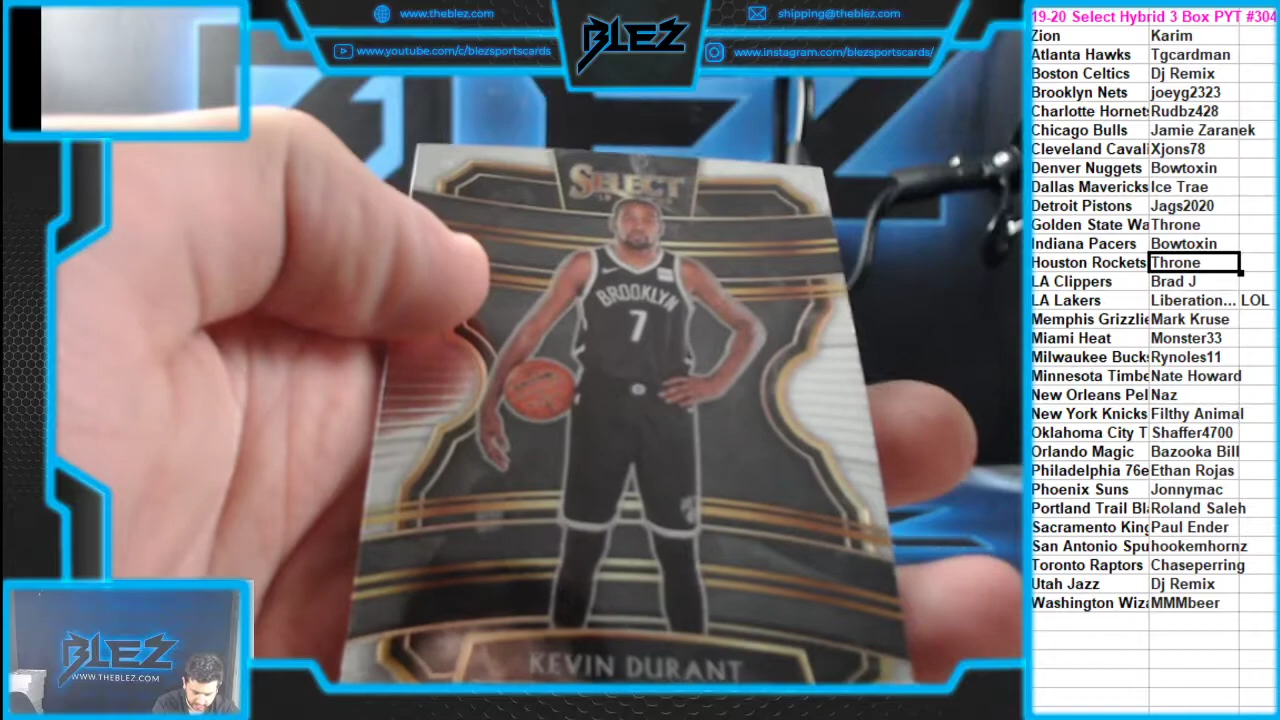 www.theblez.com
shipping@theblez.com
www.youtube.com/c/blezsportscards
www.instagram.com/blezsportscards/
BLEZ
SELECT
BROOKLYN
7
KEVIN DURANT
BLEZ
WWW.THEBLEZ.COM
19-20 Select Hybrid 3 Box PYT #304
Zion Karim
Atlanta Hawks Tgcardman
Boston Celtics Dj Remix
Brooklyn Nets joeyg2323
Charlotte Hornets Rudbz428
Chicago Bulls Jamie Zaranek
Cleveland Cavali Xjons78
Denver Nuggets Bowtoxin
Dallas Mavericks Ice Trae
Detroit Pistons Jags2020
Golden State Wa Throne
Indiana Pacers Bowtoxin
Houston Rockets Throne
LA Clippers Brad J
LA Lakers Liberation... LOL
Memphis Grizzlie Mark Kruse
Miami Heat Monster33
Milwaukee Bucks Rynoles11
Minnesota Timbe Nate Howard
New Orleans Pel Naz
New York Knicks Filthy Animal
Oklahoma City T Shaffer4700
Orlando Magic Bazooka Bill
Philadelphia 76e Ethan Rojas
Phoenix Suns Jonnymac
Portland Trail Bla Roland Saleh
Sacramento King Paul Ender
San Antonio Spu hookemhornz
Toronto Raptors Chaseperring
Utah Jazz Dj Remix
Washington Wiza MMMbeer